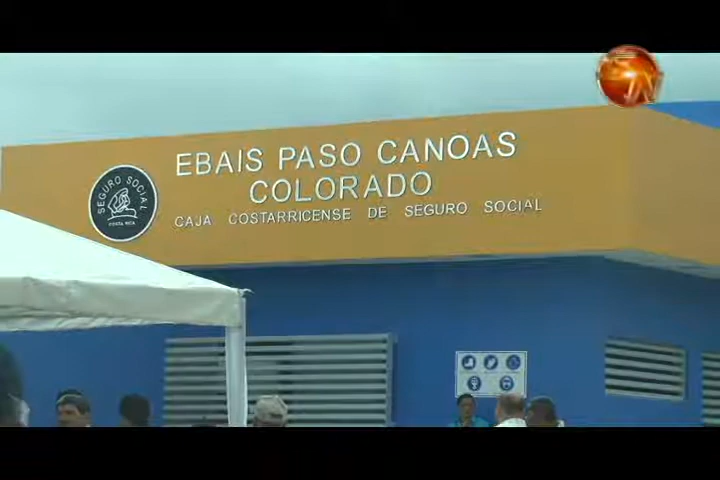 EBAIS PASO CANOAS
COLORADO
CAJA COSTARRICENSE DE SEGURO SOCIAL
SEGURO SOCIAL
COSTA RICA